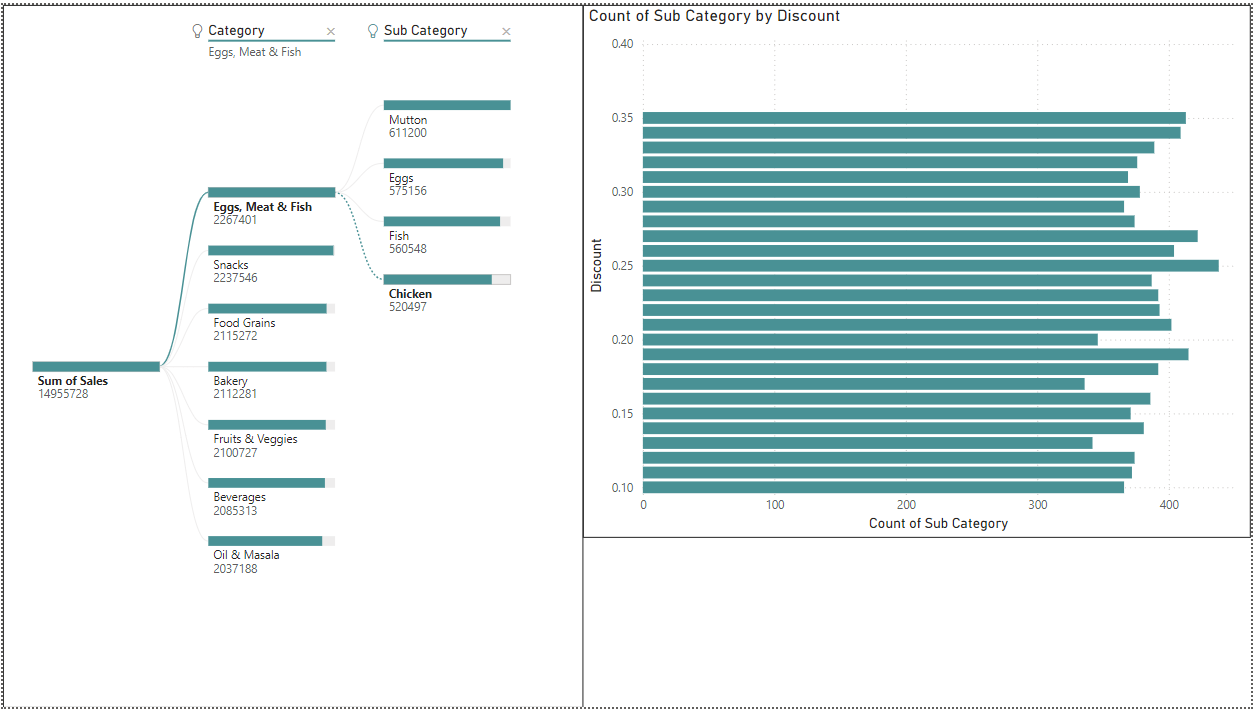 Category
Eggs, Meat & Fish
Sub Category
Mutton
611200
Eggs
575156
Fish
560548
Chicken
520497
Eggs, Meat & Fish
2267401
Snacks
2237546
Food Grains
2115272
Bakery
2112281
Fruits & Veggies
2100727
Beverages
2085313
Oil & Masala
2037188
Sum of Sales
14955728
Count of Sub Category by Discount
Discount
0.40
0.35
0.30
0.25
0.20
0.15
0.10
0 100 200 300 400
Count of Sub Category